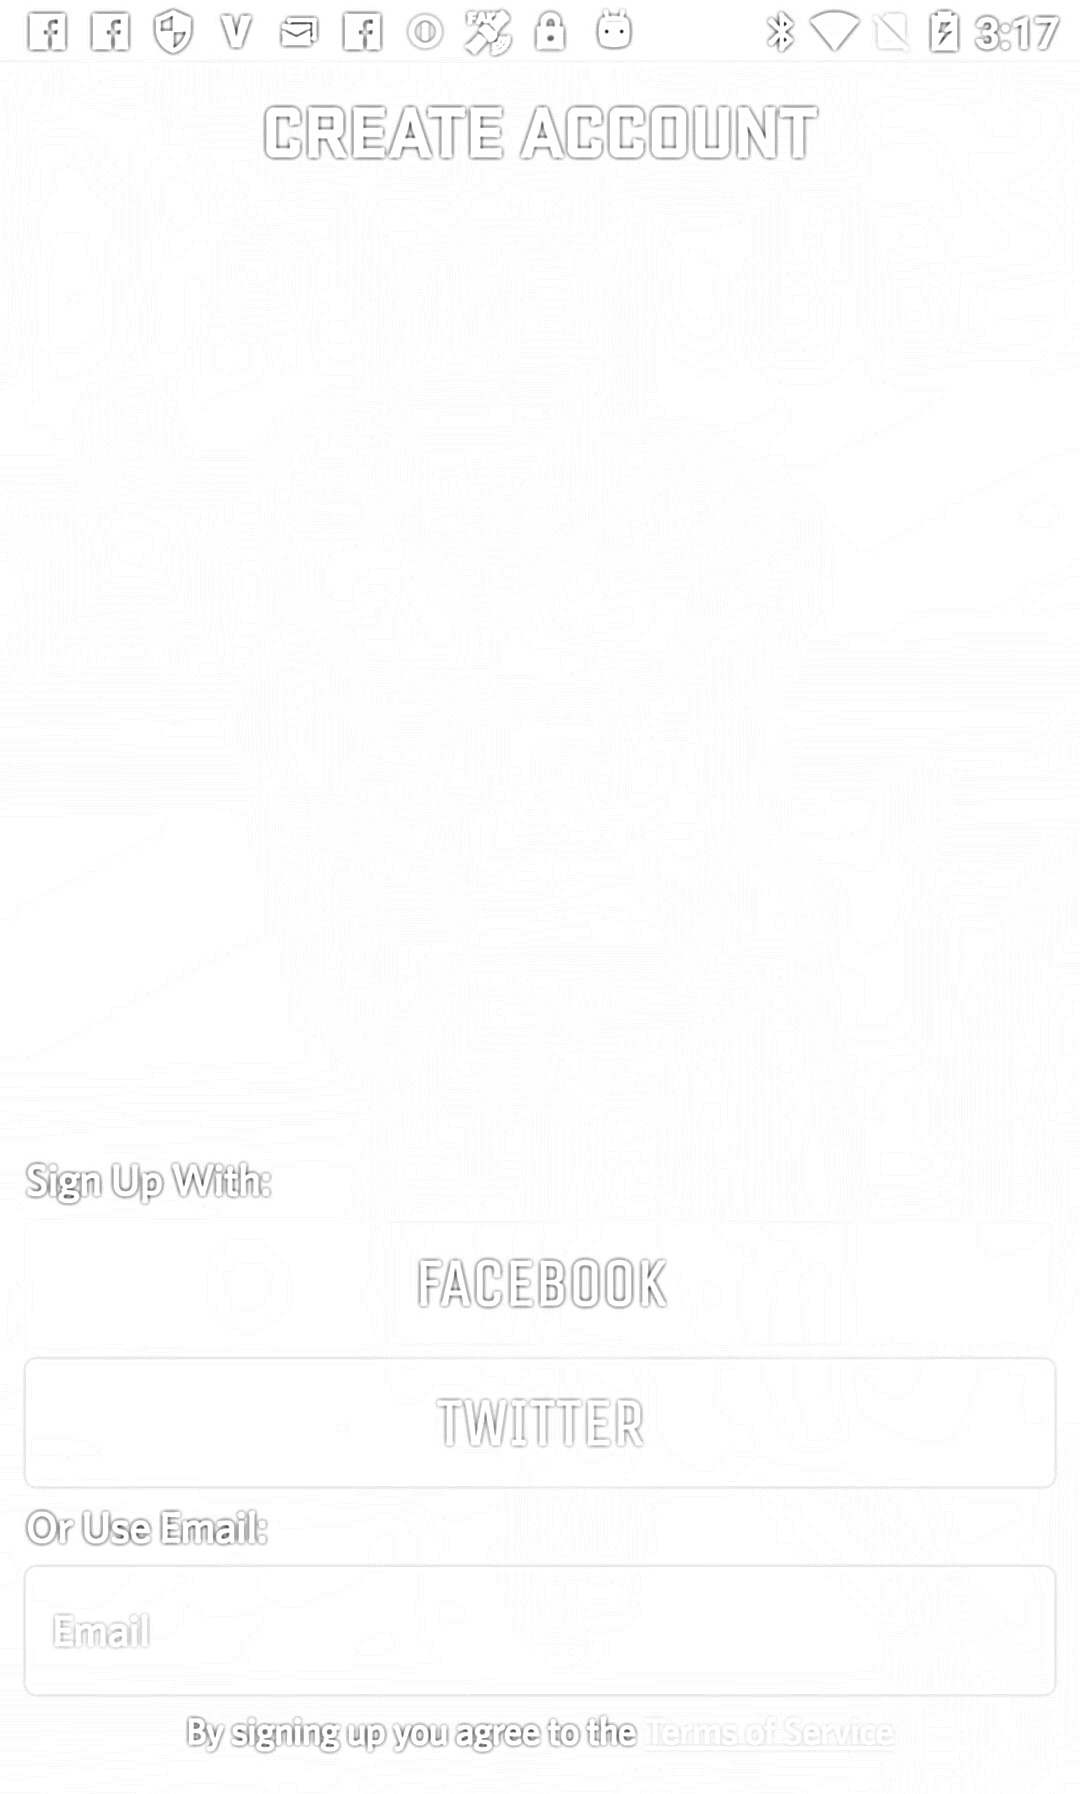 3:17
CREATE ACCOUNT
Sign Up With:
FACEBOOK
TWITTER
Or Use Email:
Email
By signing up you agree to the Terms of Service